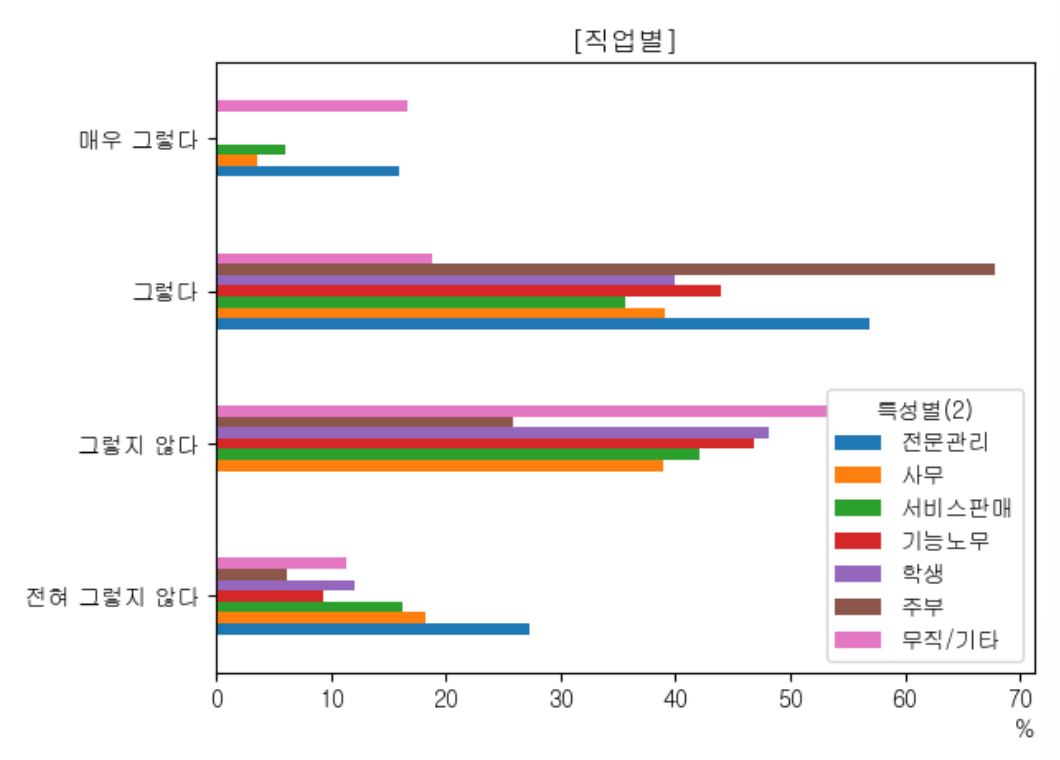 [직업별]
매우 그렇다
그렇다
그렇지 않다
전혀 그렇지 않다
특성별(2)
전문관리
사무
서비스판매
기능노무
학생
주부
무직/기타
0 10 20 30 40 50 60 70
%